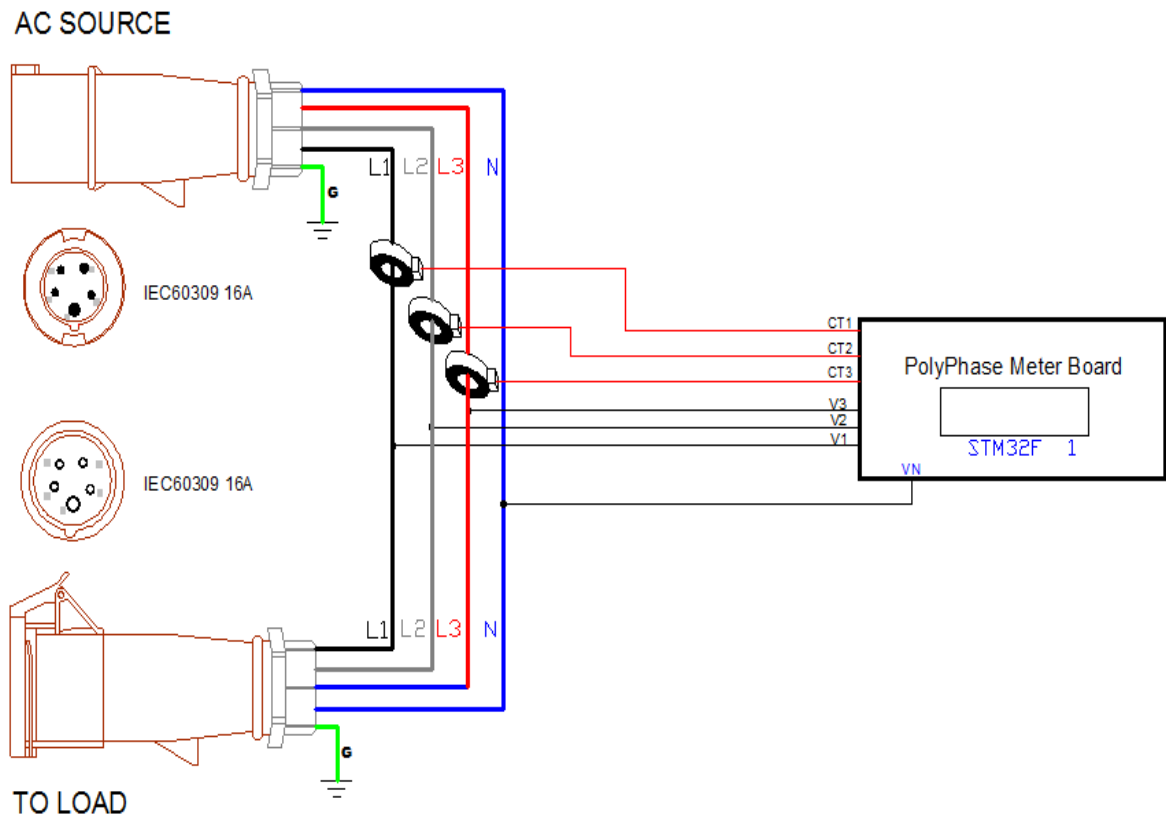 AC SOURCE
L1 L2 L3 N
G
IEC60309 16A
CT1
CT2
CT3
PolyPhase Meter Board
V3
V2
V1
STM32F 1
VN
IEC60309 16A
L1 L2 L3 N
G
TO LOAD